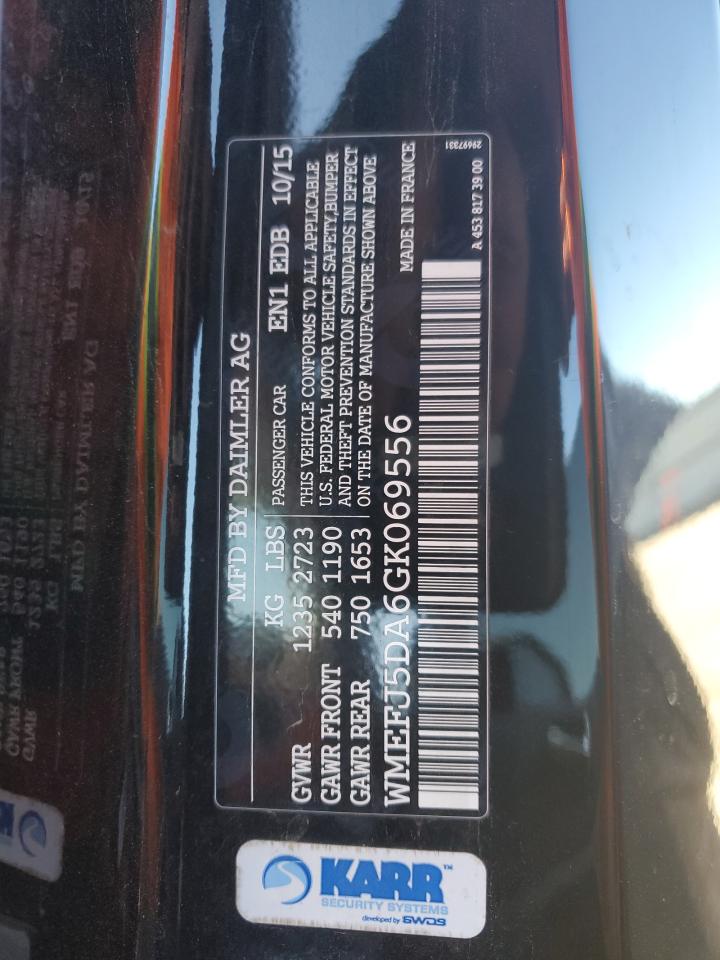 MFD BY DAIMLER AG
KG LBS PASSENGER CAR EN1 EDB 10/15
GVWR 1235 2723 THIS VEHICLE CONFORMS TO ALL APPLICABLE
GAWR FRONT 540 1190 U.S. FEDERAL MOTOR VEHICLE SAFETY,BUMPER
AND THEFT PREVENTION STANDARDS IN EFFECT
GAWR REAR 750 1653 ON THE DATE OF MANUFACTURE SHOWN ABOVE
WMEFJ5DA6GK069556 MADE IN FRANCE
29697331 A 453 817 39 00
KARR
SECURITY SYSTEMS
developed by SWDS